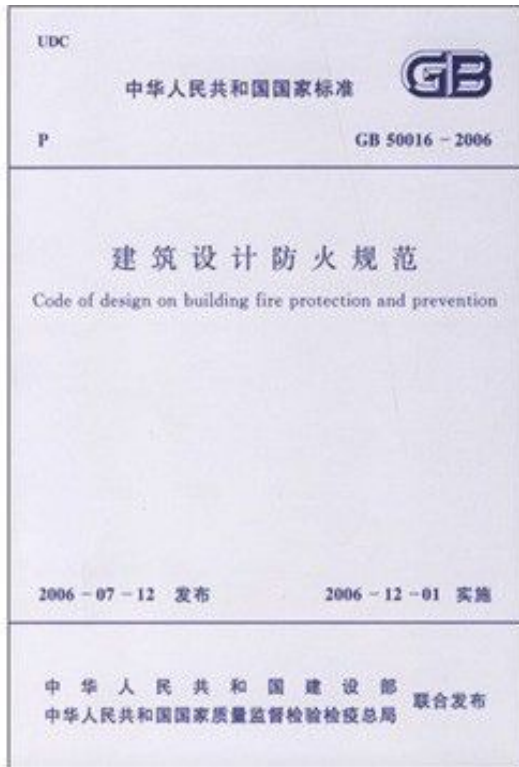 UDC
中华人民共和国国家标准
GB
P
GB 50016－2006
建筑设计防火规范
Code of design on building fire protection and prevention
2006－07－12 发布
2006－12－01 实施
中华人民共和国建设部
中华人民共和国国家质量监督检验检疫总局
联合发布